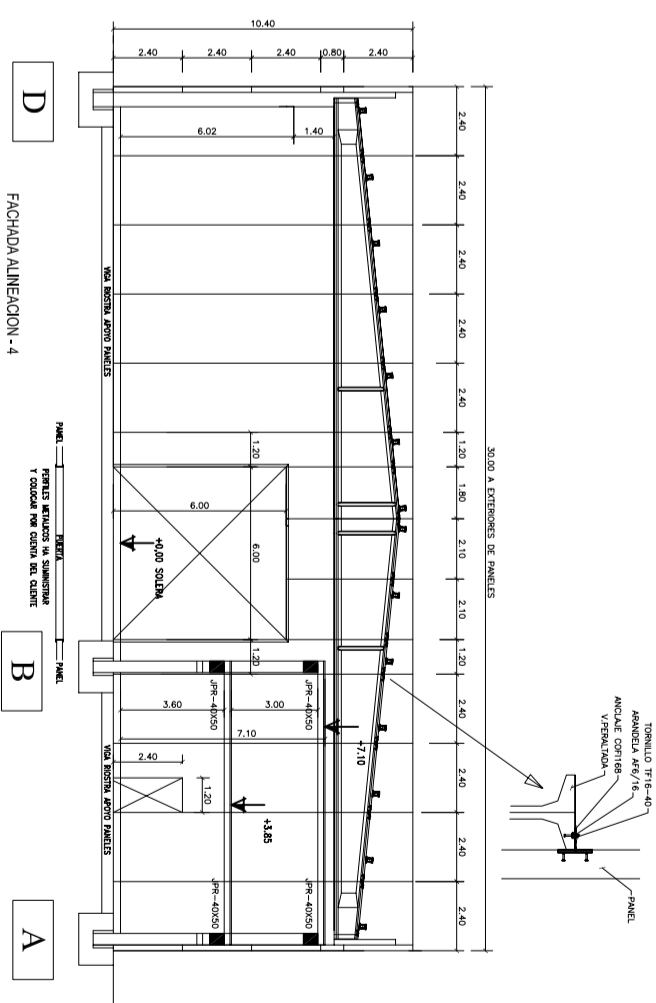 TORNILLO TF16-40
ARANDELA AF6/16
ANCLAJE COPI16B
V.PERALTADA
PANEL
30.00 A EXTERIORES DE PANELES
2.40
2.40
2.40
2.40
2.40
1.20
1.80
2.10
2.10
1.20
2.40
2.40
2.40
2.40
10.40
2.40
2.40
2.40
0.80
2.40
6.02
1.40
1.20
6.00
1.20
6.00
+0,00 SOLERA
JPR-40X50
JPR-40X50
JPR-40X50
JPR-40X50
+7.10
3.60
3.00
7.10
+3.85
2.40
1.20
VIGA RIOSTRA APOYO PANELES
VIGA RIOSTRA APOYO PANELES
PANEL
PUERTA
PANEL
PERFILES METALICOS HA SUMINISTRAR
Y COLOCAR POR CUENTA DEL CLIENTE
D
B
A
FACHADA ALINEACION - 4